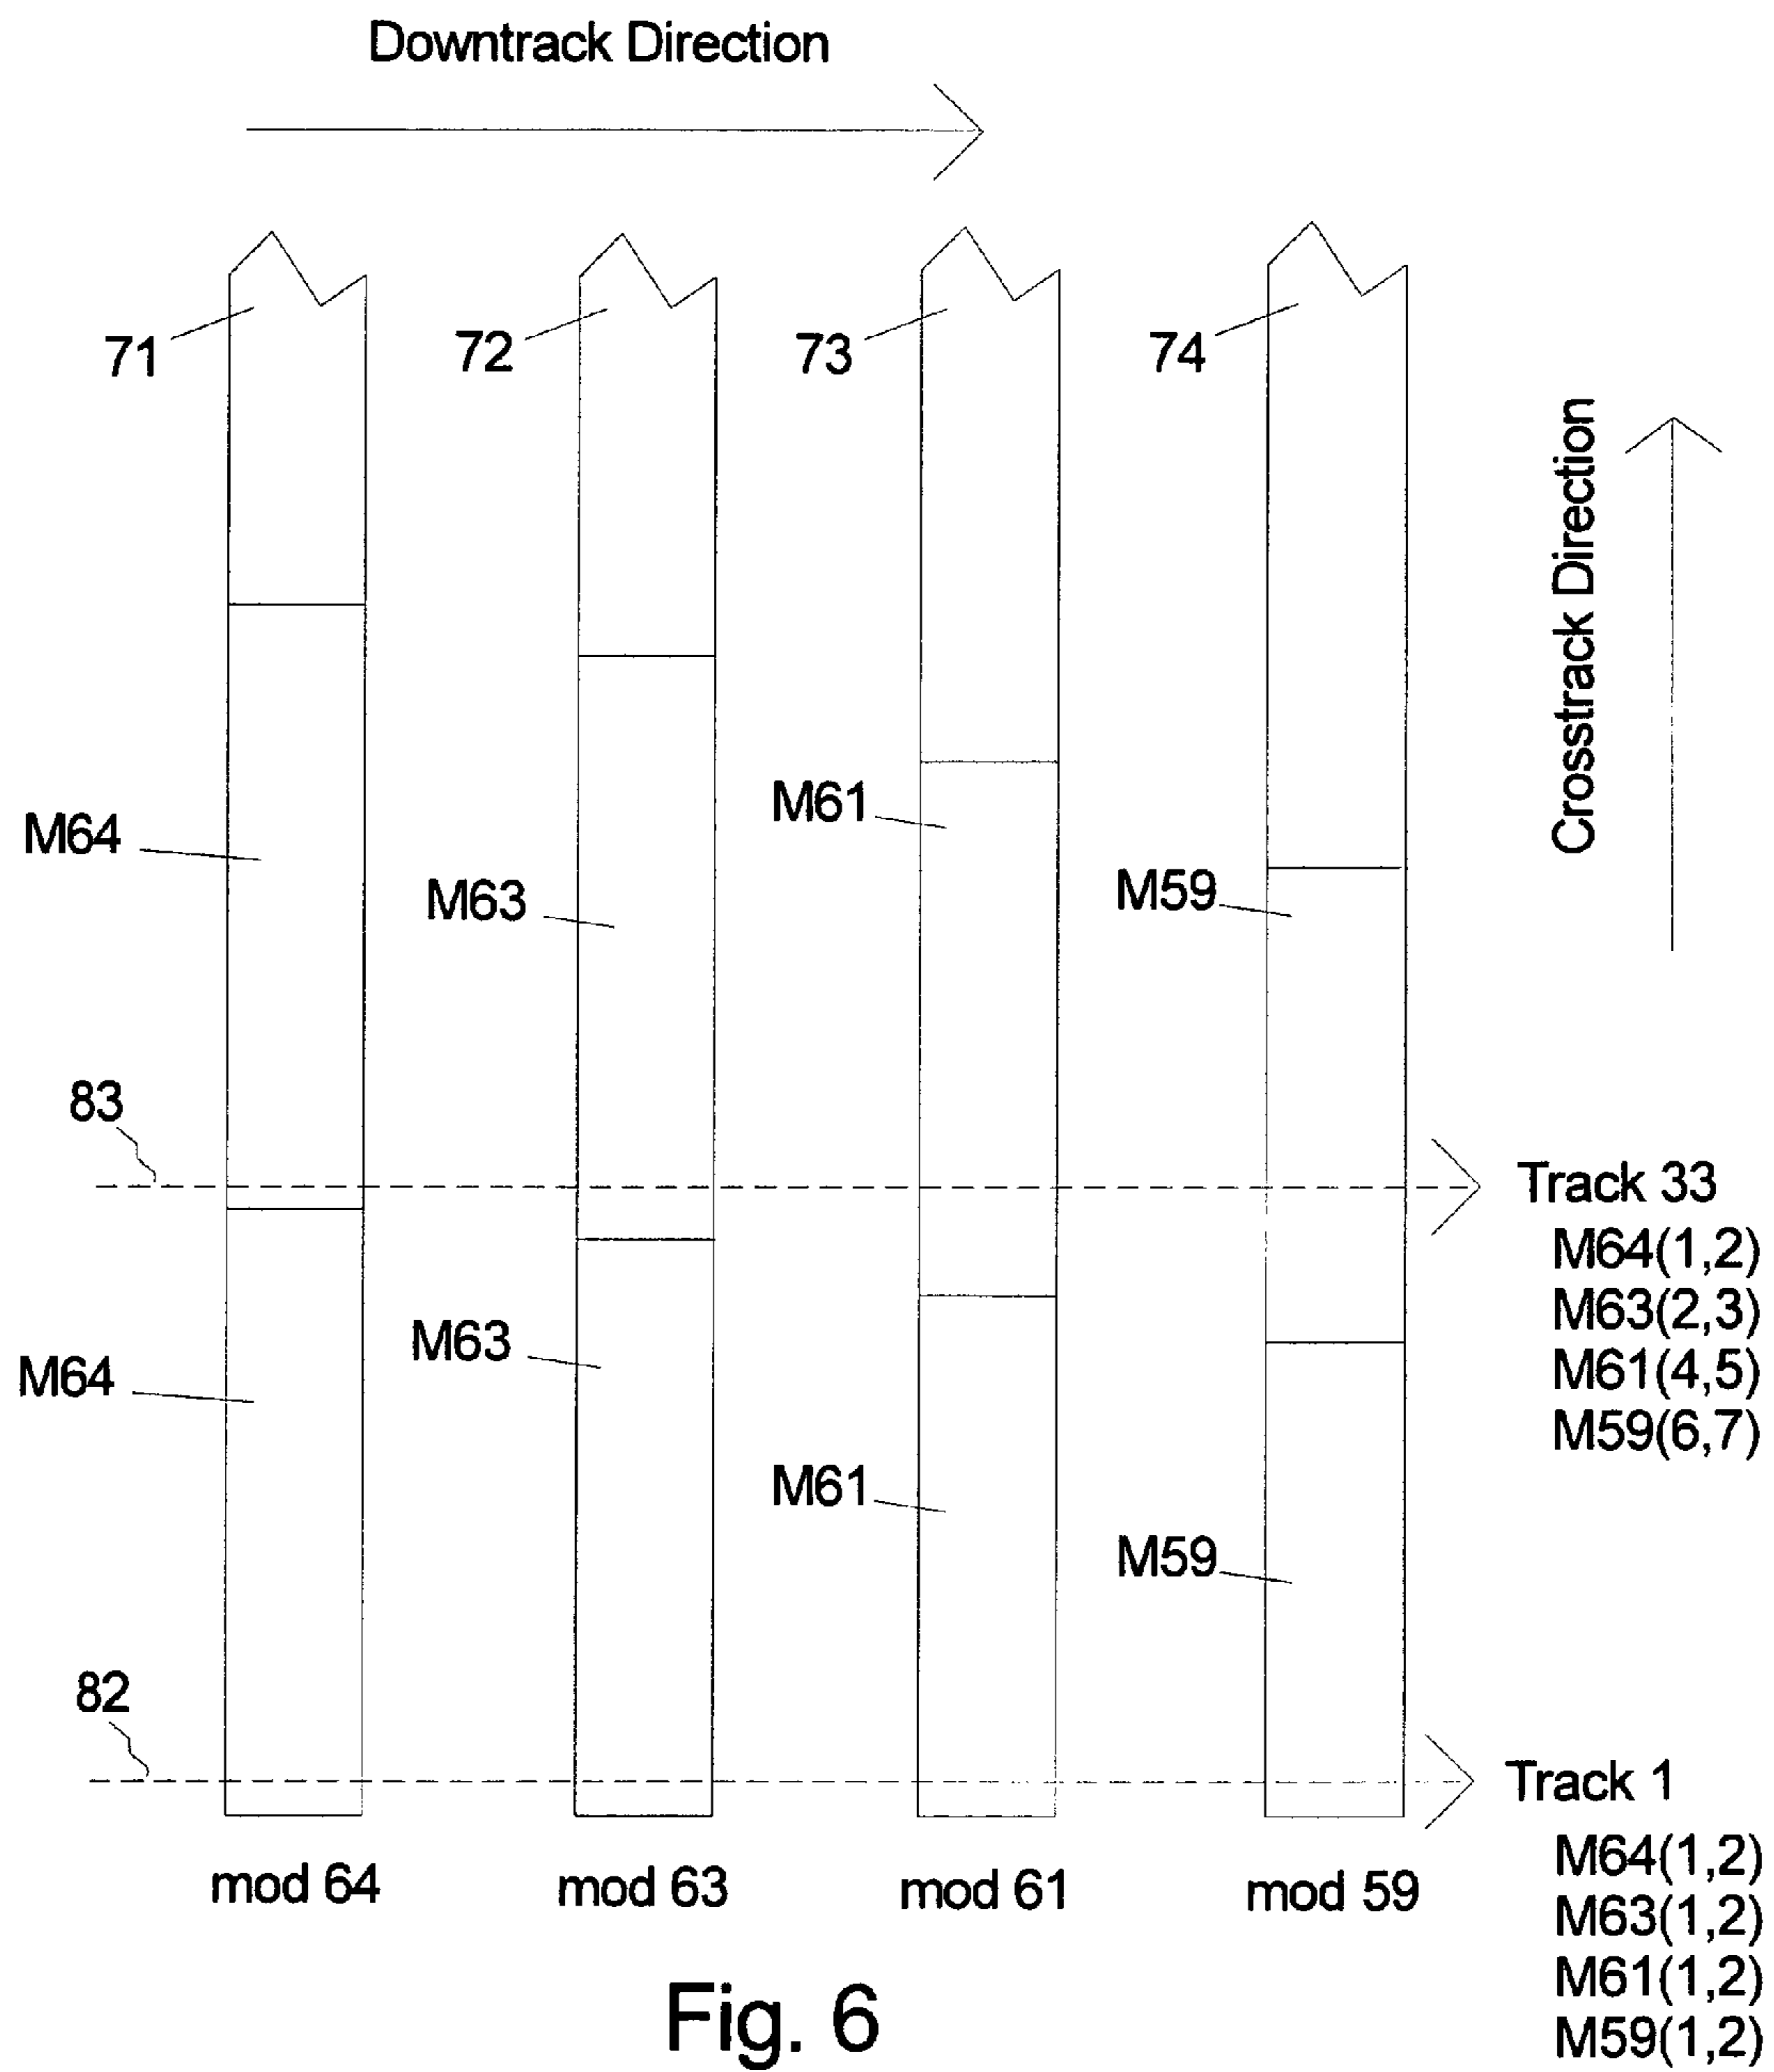 Downtrack Direction
71
72
73
74
Crosstrack Direction
M64
M63
M61
M59
83
Track 33
M64(1,2)
M63(2,3)
M61(4,5)
M59(6,7)
M64
M63
M61
M59
82
Track 1
M64(1,2)
M63(1,2)
M61(1,2)
M59(1,2)
mod 64
mod 63
mod 61
mod 59
Fig. 6